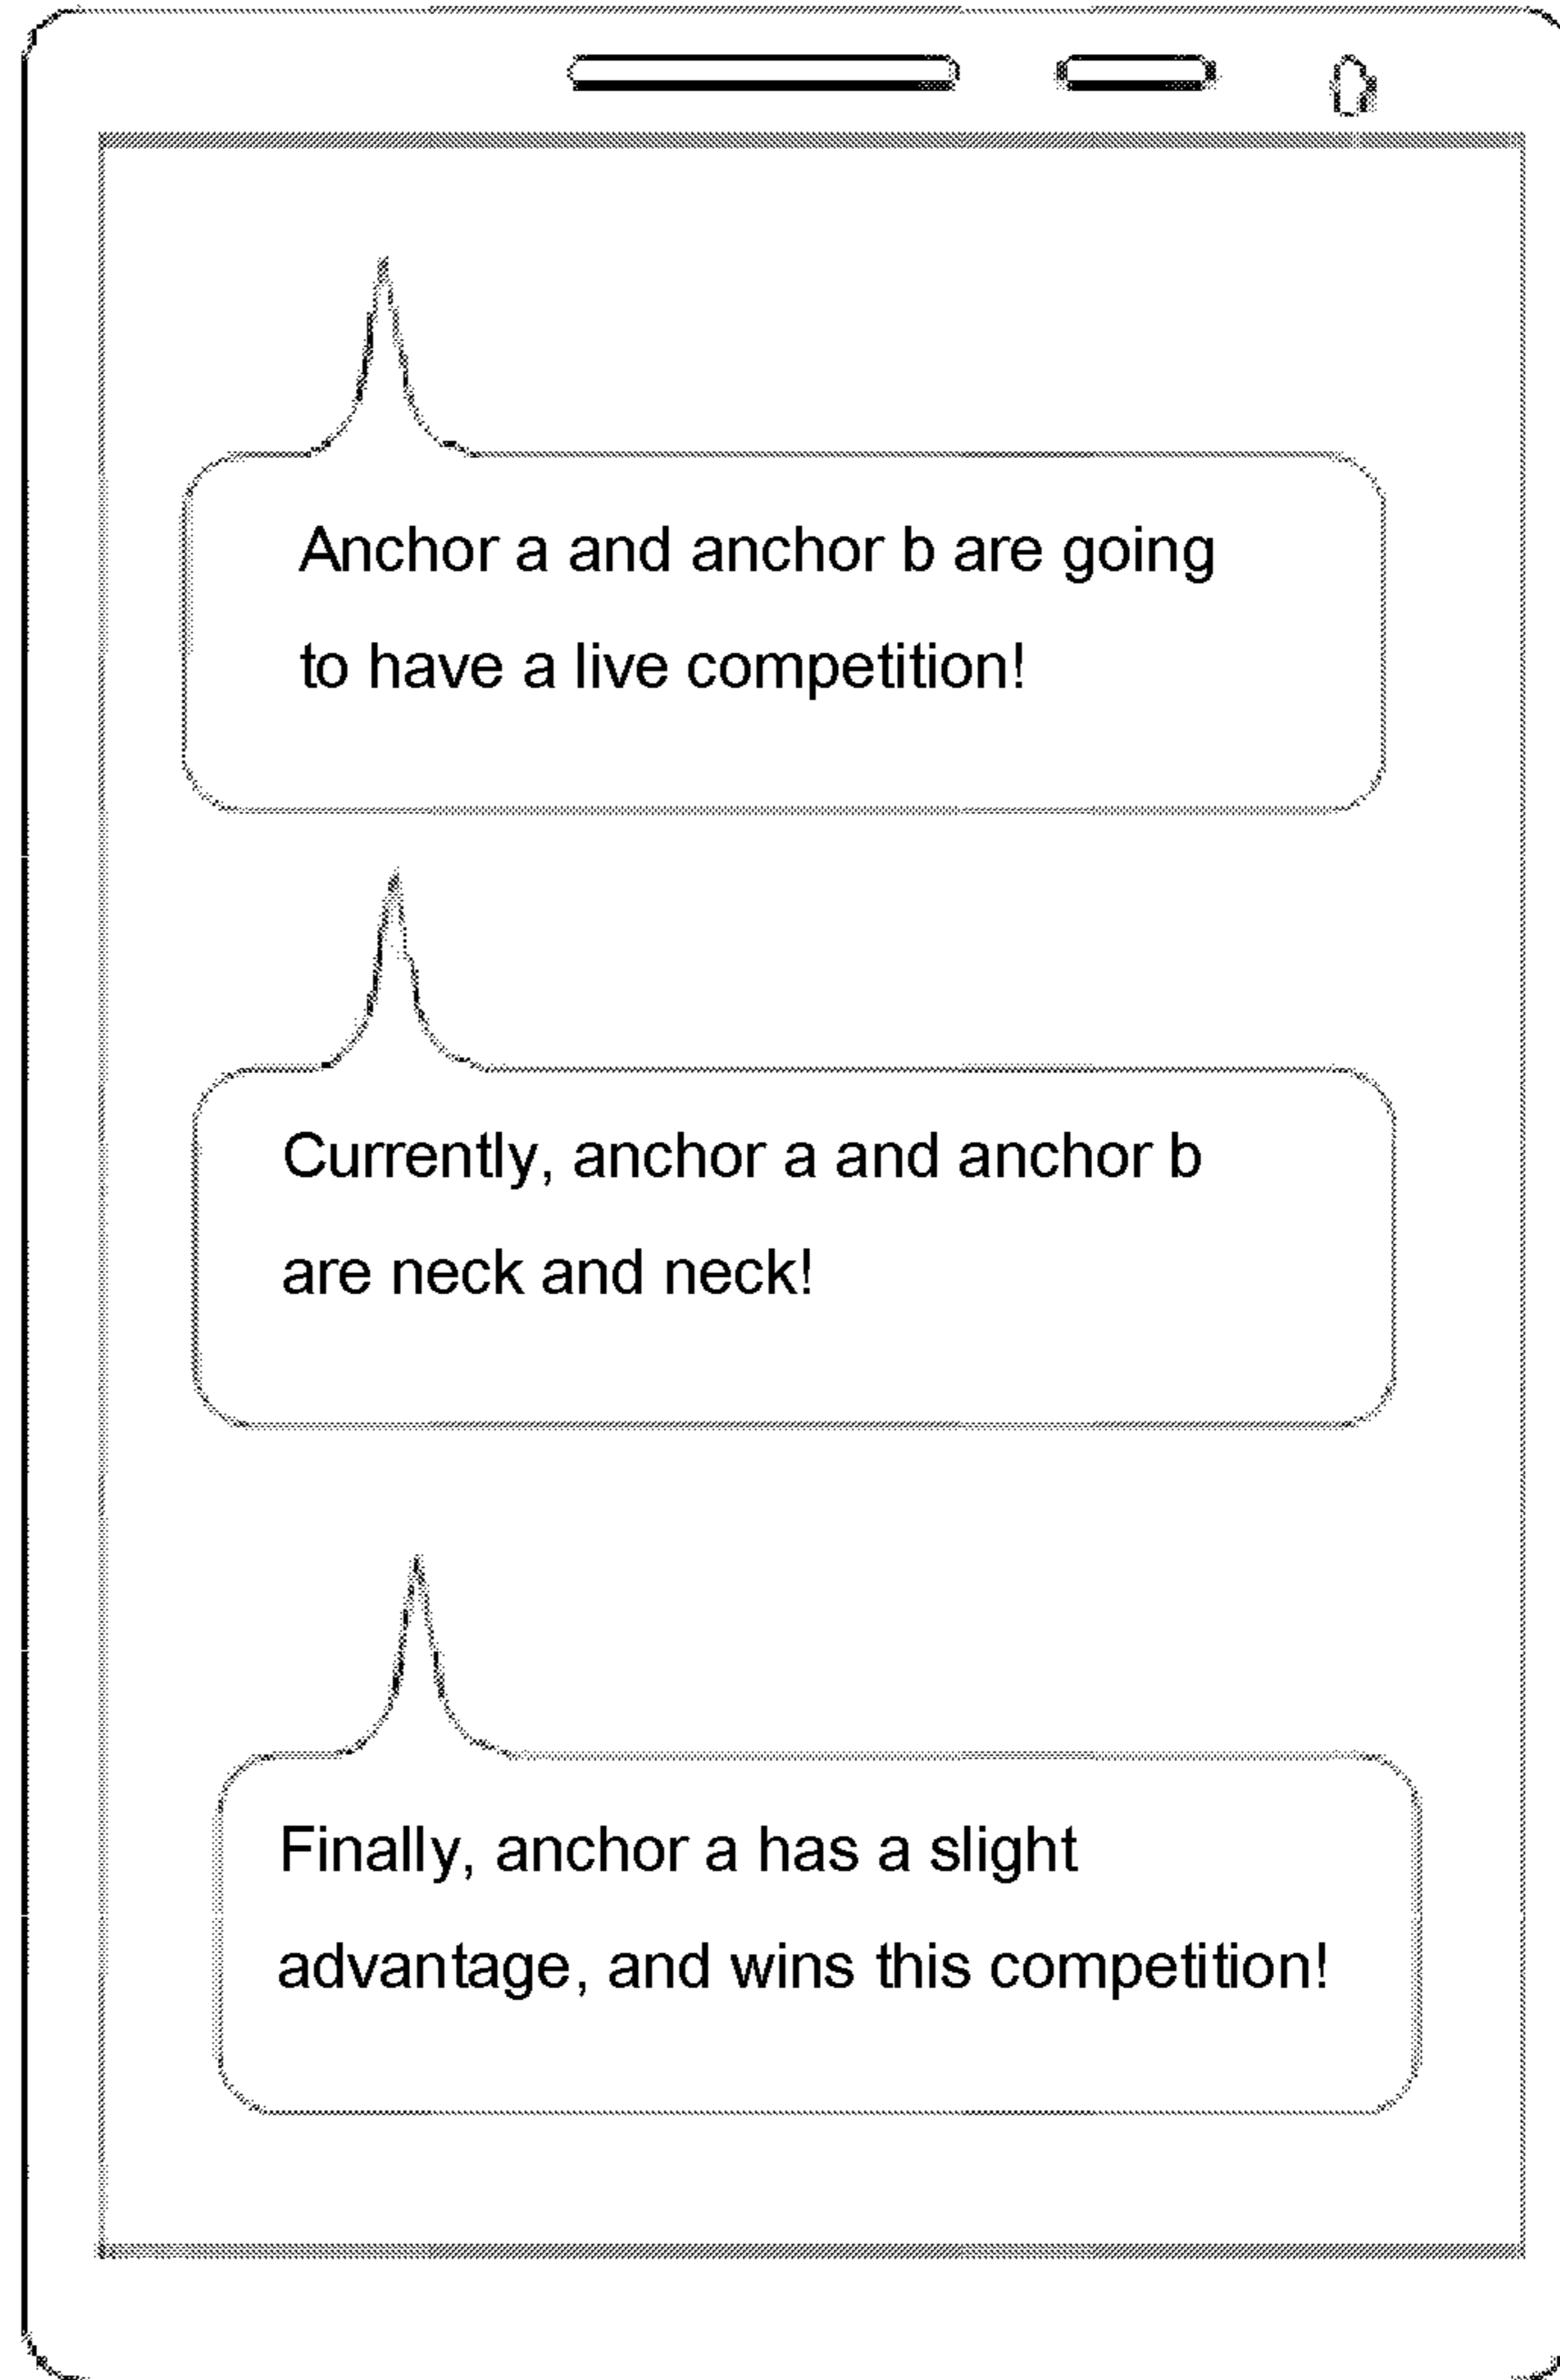 Anchor a and anchor b are going
to have a live competition!
Currently, anchor a and anchor b
are neck and neck!
Finally, anchor a has a slight
advantage, and wins this competition!